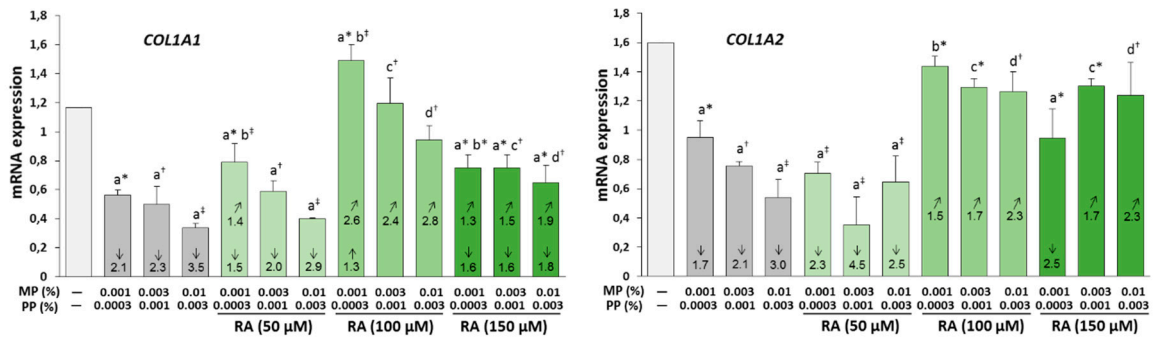 COL1A1
mRNA expression
1,8
1,6
1,4
1,2
1
0,8
0,6
0,4
0,2
0
a* a† a‡ a* b‡ a† a‡ a* b‡ c† d† a* b* a* c† a* d†
↗ 1.4 ↗ 2.6 ↗ 2.4 ↗ 2.8 ↗ 1.3 ↗ 1.5 ↗ 1.9
↓ 2.1 ↓ 2.3 ↓ 3.5 ↓ 1.5 ↓ 2.0 ↓ 2.9 ↑ 1.3 ↓ 1.6 ↓ 1.6 ↓ 1.8
MP (%) – 0.001 0.003 0.01 0.001 0.003 0.01 0.001 0.003 0.01 0.001 0.003 0.01
PP (%) – 0.0003 0.001 0.003 0.0003 0.001 0.003 0.0003 0.001 0.003 0.0003 0.001 0.003
RA (50 µM) RA (100 µM) RA (150 µM)
COL1A2
mRNA expression
1,8
1,6
1,4
1,2
1
0,8
0,6
0,4
0,2
0
a* a† a‡ a‡ a‡ a‡ b* c* d† a* c* d†
↗ 1.5 ↗ 1.7 ↗ 2.3 ↗ 1.7 ↗ 2.3
↓ 1.7 ↓ 2.1 ↓ 3.0 ↓ 2.3 ↓ 4.5 ↓ 2.5 ↓ 2.5
MP (%) – 0.001 0.003 0.01 0.001 0.003 0.01 0.001 0.003 0.01 0.001 0.003 0.01
PP (%) – 0.0003 0.001 0.003 0.0003 0.001 0.003 0.0003 0.001 0.003 0.0003 0.001 0.003
RA (50 µM) RA (100 µM) RA (150 µM)